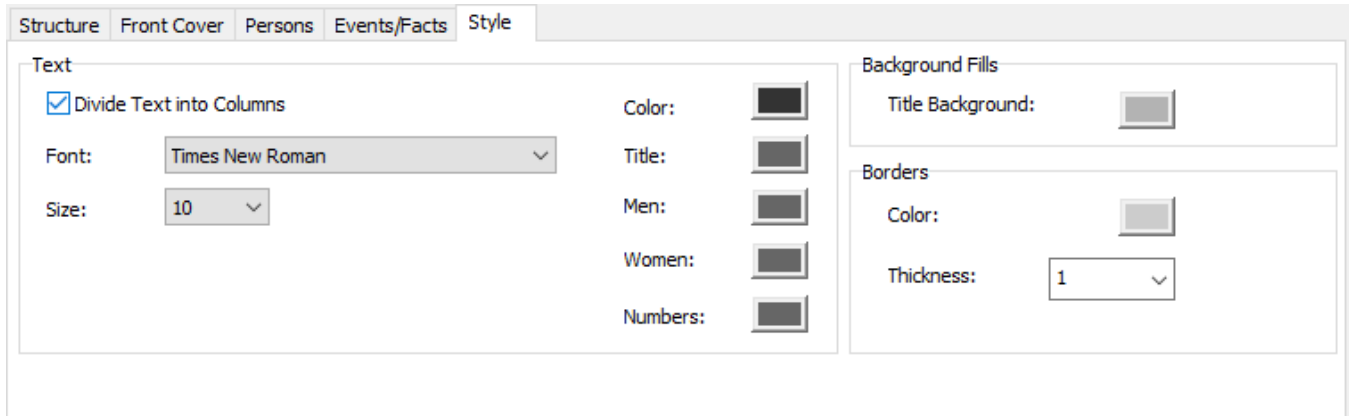 Structure Front Cover Persons Events/Facts Style
Text
Divide Text into Columns
Font: Times New Roman
Size: 10
Color:
Title:
Men:
Women:
Numbers:
Background Fills
Title Background:
Borders
Color:
Thickness: 1